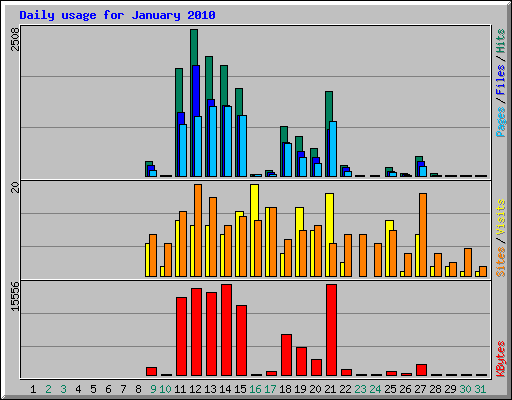 Daily usage for January 2010
2508
Pages/Files/Hits
20
Sites/Visits
15556
KBytes
1 2 3 4 5 6 7 8 9 10 11 12 13 14 15 16 17 18 19 20 21 22 23 24 25 26 27 28 29 30 31